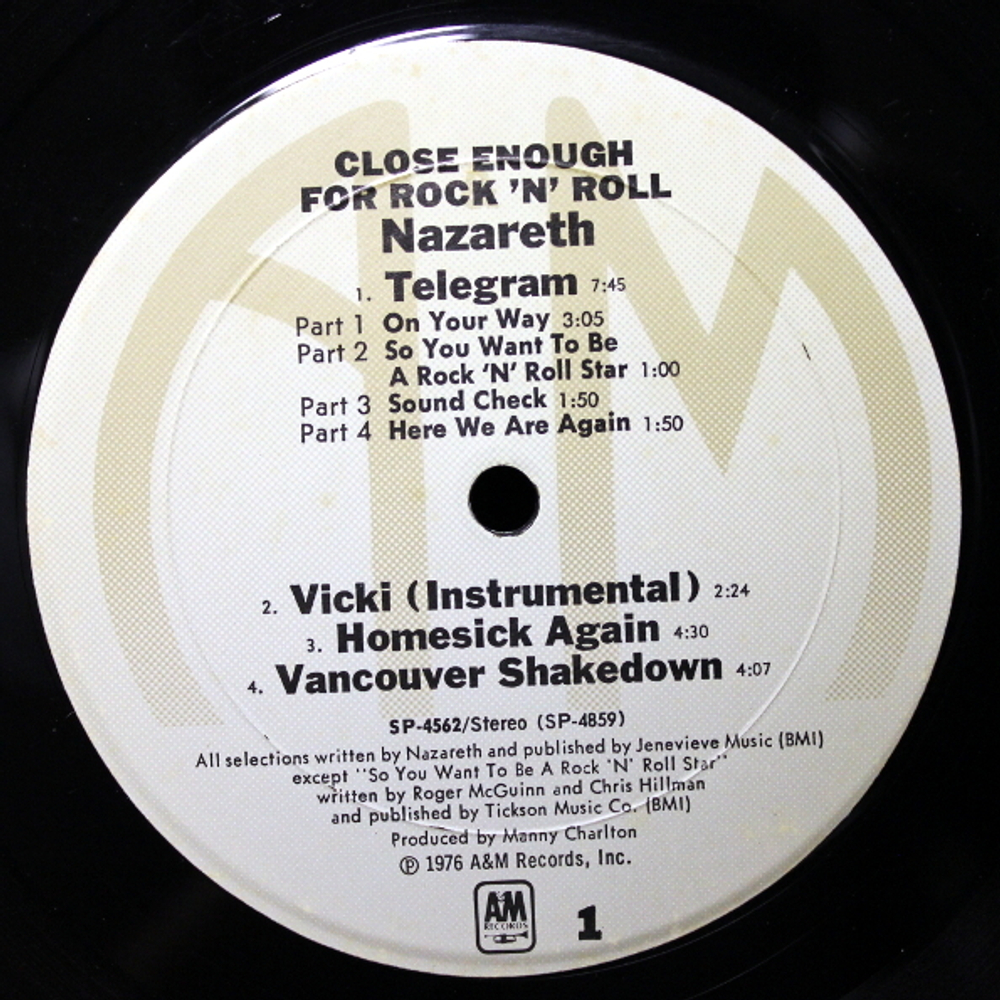 CLOSE ENOUGH
FOR ROCK 'N' ROLL
Nazareth
1. Telegram 7:45
Part 1 On Your Way 3:05
Part 2 So You Want To Be
A Rock 'N' Roll Star 1:00
Part 3 Sound Check 1:50
Part 4 Here We Are Again 1:50
2. Vicki (Instrumental) 2:24
3. Homesick Again 4:30
4. Vancouver Shakedown 4:07
SP-4562/Stereo (SP-4859)
All selections written by Nazareth and published by Jenevieve Music (BMI)
except "So You Want To Be A Rock 'N' Roll Star"
written by Roger McGuinn and Chris Hillman
and published by Tickson Music Co. (BMI)
Produced by Manny Charlton
℗ 1976 A&M Records, Inc.
A&M
RECORDS
1